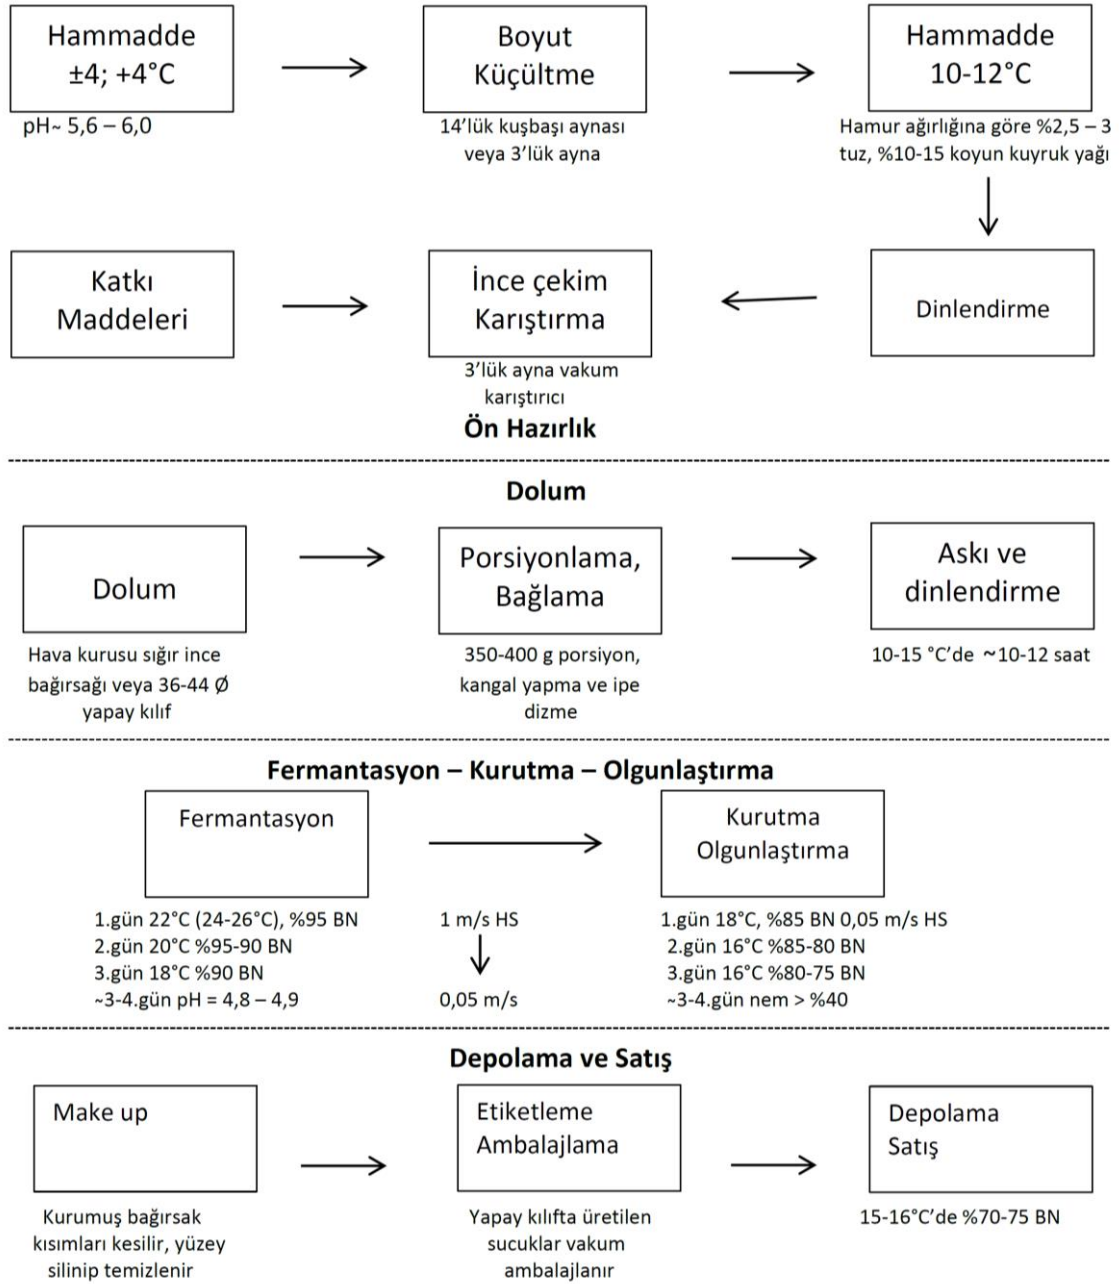 Hammadde
±4; +4°C
pH~ 5,6 – 6,0
Boyut
Küçültme
14’lük kuşbaşı aynası
veya 3’lük ayna
Hammadde
10-12°C
Hamur ağırlığına göre %2,5 – 3
tuz, %10-15 koyun kuyruk yağı
Katkı
Maddeleri
İnce çekim
Karıştırma
3’lük ayna vakum
karıştırıcı
Dinlendirme
Ön Hazırlık
Dolum
Dolum
Hava kurusu sığır ince
bağırsağı veya 36-44 Ø
yapay kılıf
Porsiyonlama,
Bağlama
350-400 g porsiyon,
kangal yapma ve ipe
dizme
Askı ve
dinlendirme
10-15 °C’de ~10-12 saat
Fermantasyon – Kurutma – Olgunlaştırma
Fermantasyon
1.gün 22°C (24-26°C), %95 BN
2.gün 20°C %95-90 BN
3.gün 18°C %90 BN
~3-4.gün pH = 4,8 – 4,9
1 m/s HS
0,05 m/s
Kurutma
Olgunlaştırma
1.gün 18°C, %85 BN 0,05 m/s HS
2.gün 16°C %85-80 BN
3.gün 16°C %80-75 BN
~3-4.gün nem > %40
Depolama ve Satış
Make up
Kurumuş bağırsak
kısımları kesilir, yüzey
silinip temizlenir
Etiketleme
Ambalajlama
Yapay kılıfta üretilen
sucuklar vakum
ambalajlanır
Depolama
Satış
15-16°C’de %70-75 BN